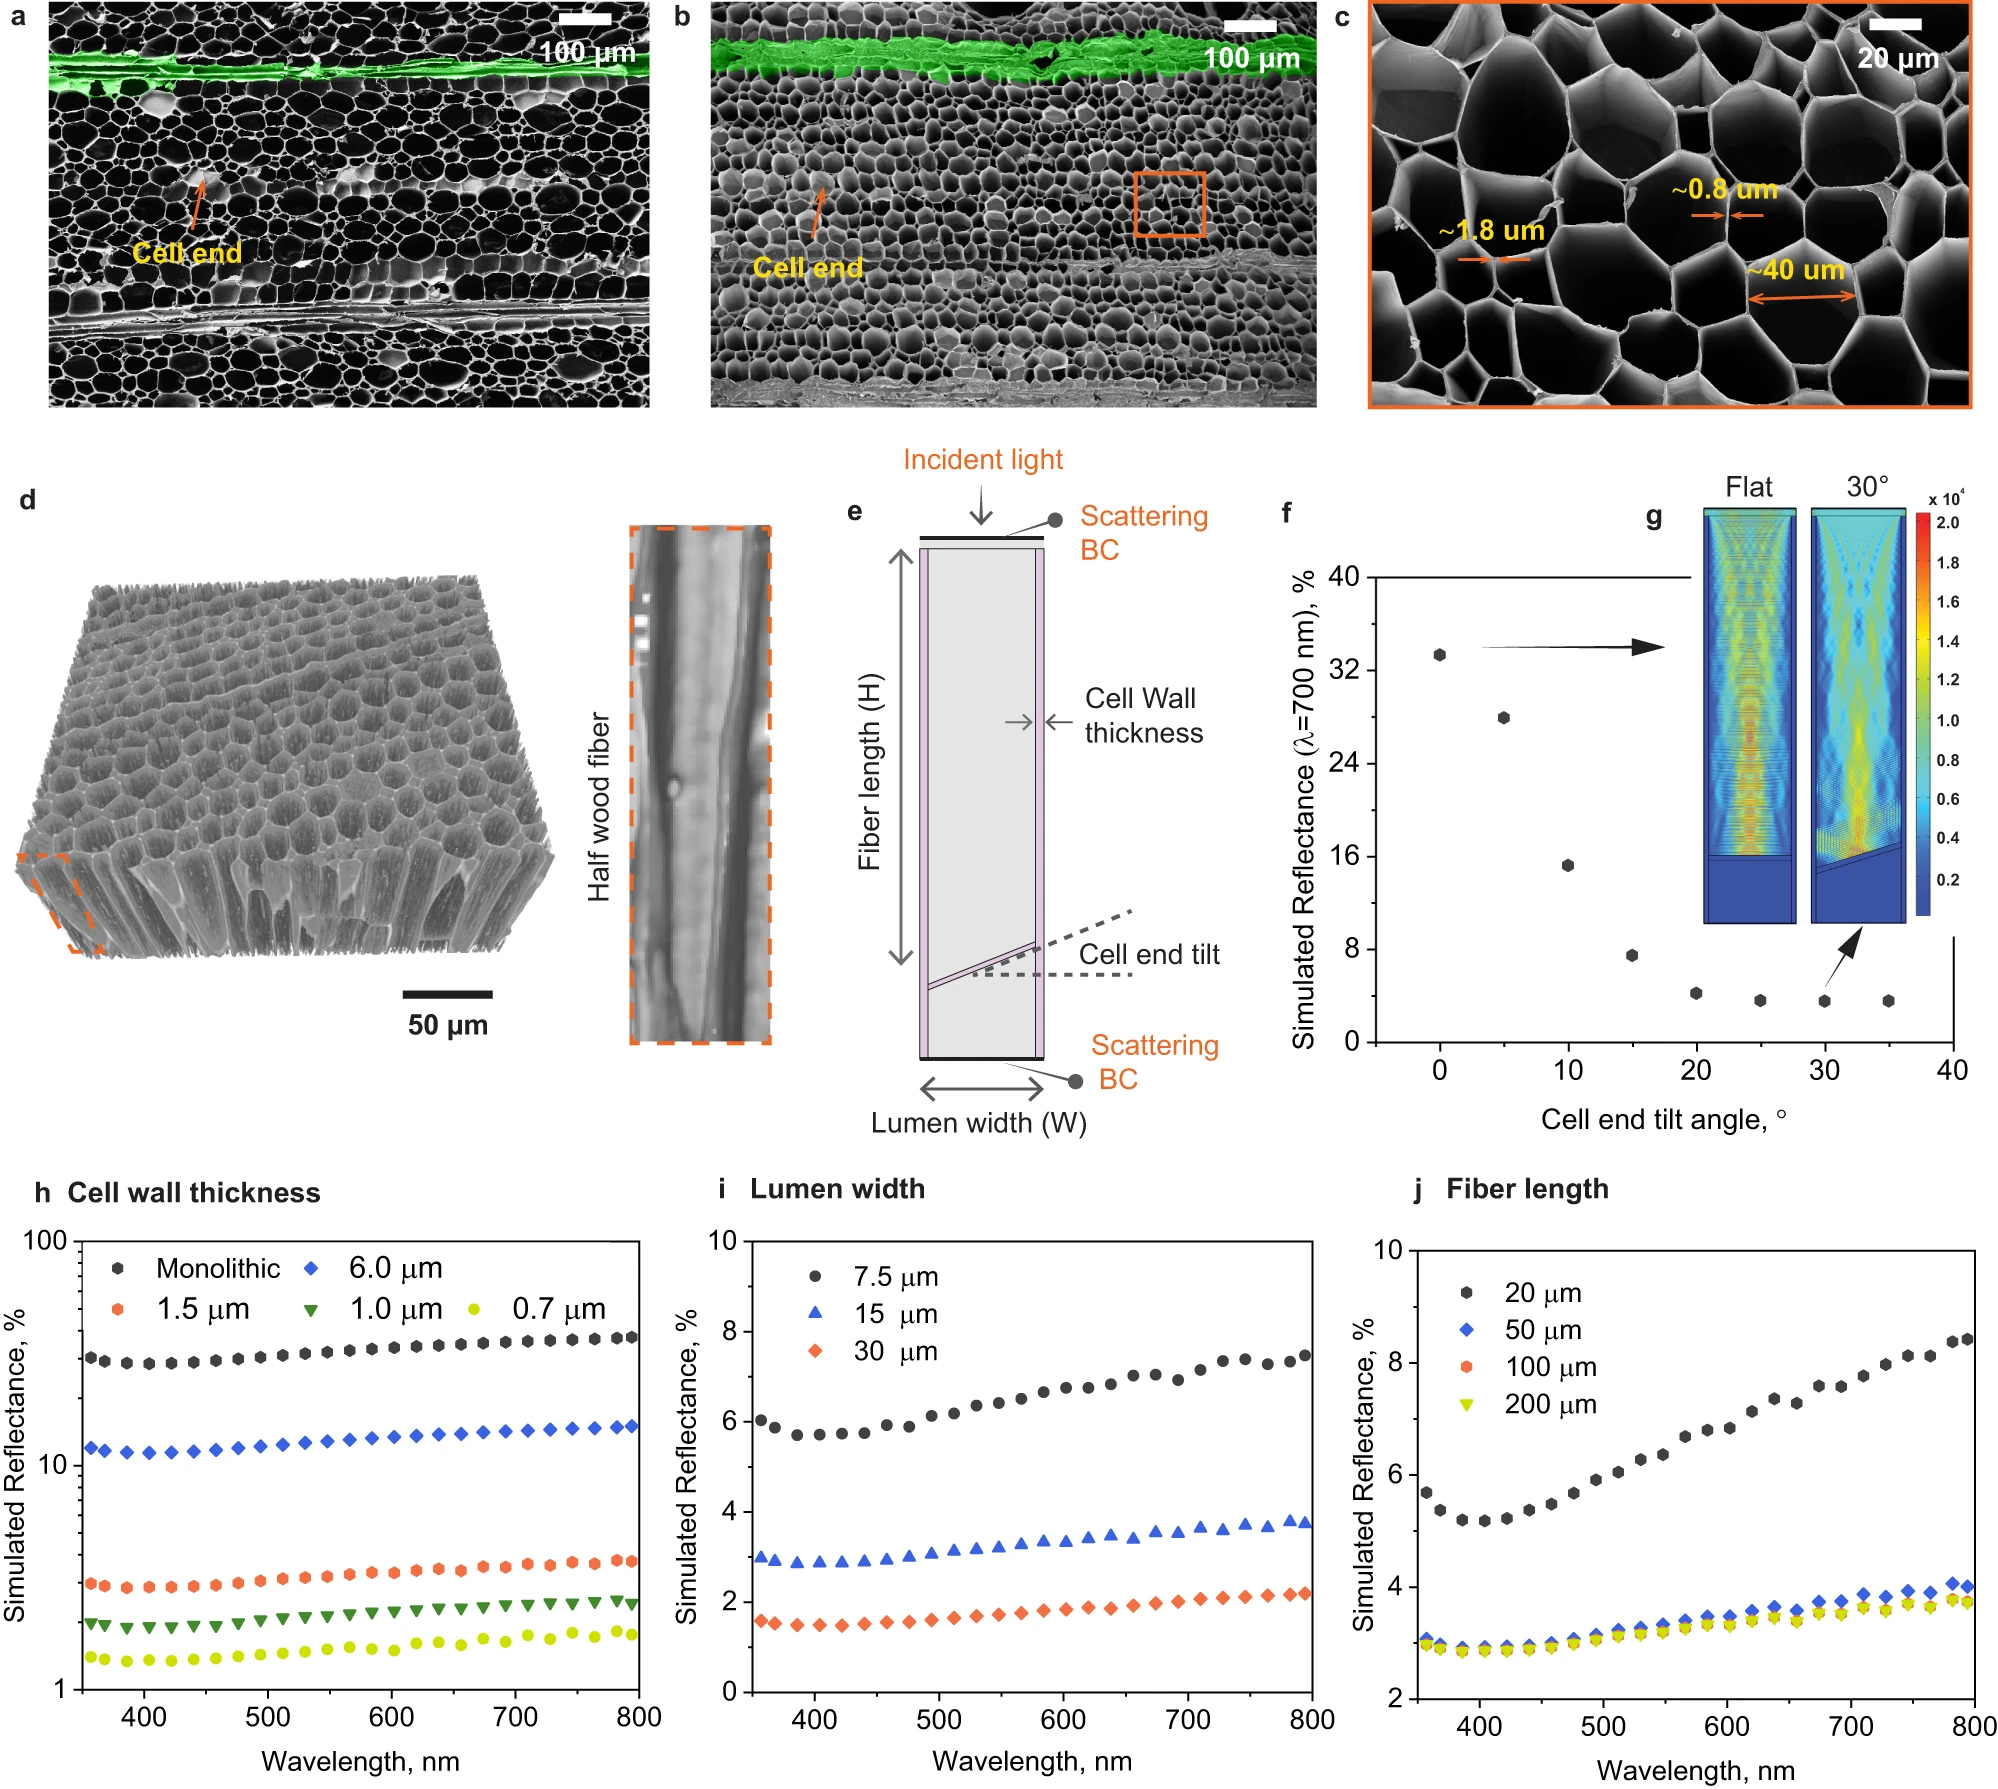 a
100 µm
Cell end
b
100 µm
Cell end
c
20 µm
~0.8 um
~1.8 um
~40 um
d
50 µm
Half wood fiber
e
Incident light
Scattering
BC
Fiber length (H)
Cell Wall
thickness
Cell end tilt
Scattering
BC
Lumen width (W)
f
Simulated Reflectance (λ=700 nm), %
40
32
24
16
8
0
0 10 20 30 40
Cell end tilt angle, °
g
Flat 30°
x 10⁴
2.0
1.8
1.6
1.4
1.2
1.0
0.8
0.6
0.4
0.2
h Cell wall thickness
Simulated Reflectance, %
100
10
1
Monolithic 6.0 µm
1.5 µm 1.0 µm 0.7 µm
400 500 600 700 800
Wavelength, nm
i Lumen width
Simulated Reflectance, %
10
8
6
4
2
0
7.5 µm
15 µm
30 µm
400 500 600 700 800
Wavelength, nm
j Fiber length
Simulated Reflectance, %
10
8
6
4
2
20 µm
50 µm
100 µm
200 µm
400 500 600 700 800
Wavelength, nm